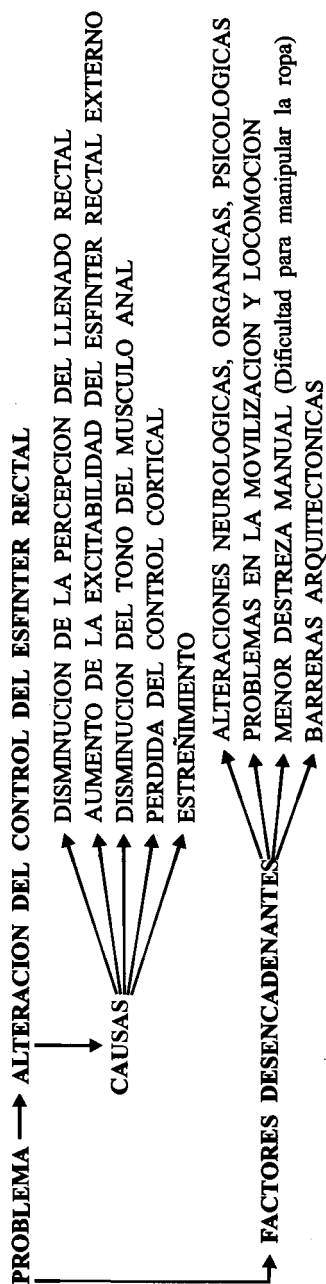 PROBLEMA ALTERACION DEL CONTROL DEL ESFINTER RECTAL
CAUSAS
DISMINUCION DE LA PERCEPCION DEL LLENADO RECTAL
AUMENTO DE LA EXCITABILIDAD DEL ESFINTER RECTAL EXTERNO
DISMINUCION DEL TONO DEL MUSCULO ANAL
PERDIDA DEL CONTROL CORTICAL
ESTREÑIMIENTO
FACTORES DESENCADENANTES
ALTERACIONES NEUROLOGICAS, ORGANICAS, PSICOLOGICAS
PROBLEMAS EN LA MOVILIZACION Y LOCOMOCION
MENOR DESTREZA MANUAL (Dificultad para manipular la ropa)
BARRERAS ARQUITECTONICAS